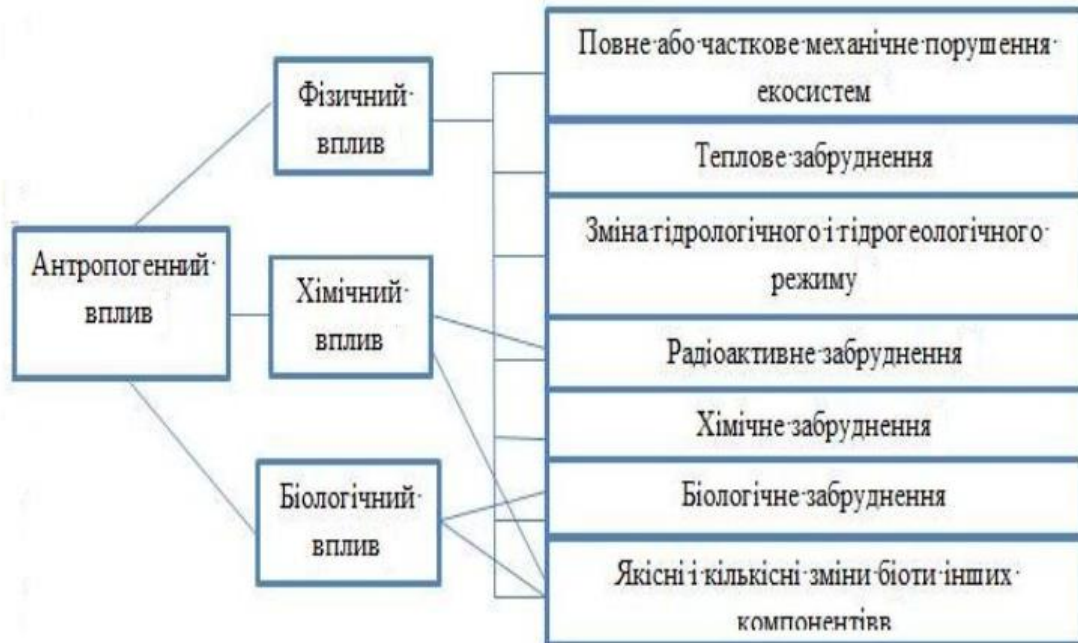 Антропогенний
вплив
Фізичний
вплив
Хімічний
вплив
Біологічний
вплив
Повне або часткове механічне порушення
екосистем
Теплове забруднення
Зміна гідрологічного і гідрогеологічного
режиму
Радіоактивне забруднення
Хімічне забруднення
Біологічне забруднення
Якісні і кількісні зміни біоти інших
компонентівв